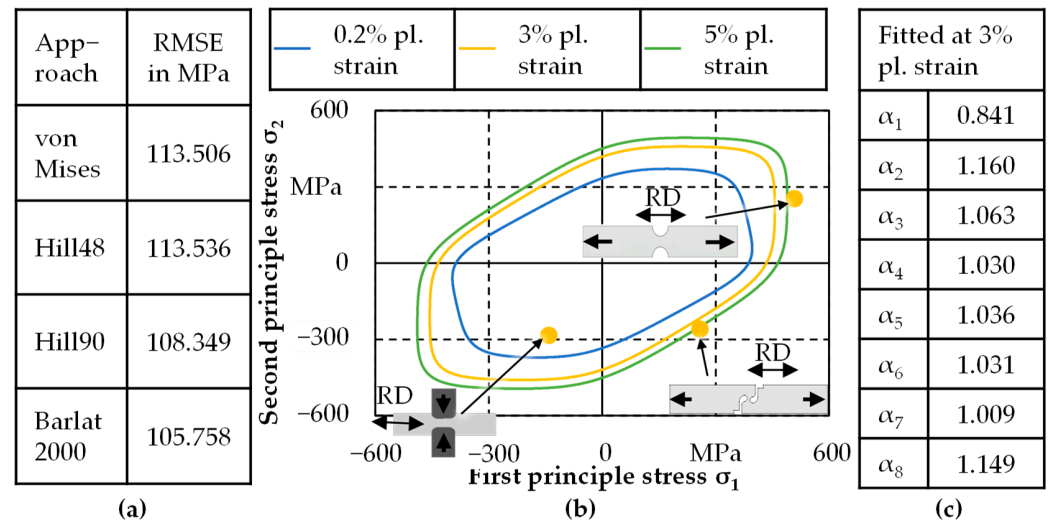 App–
roach
RMSE
in MPa
von
Mises
113.506
Hill48
113.536
Hill90
108.349
Barlat
2000
105.758
(a)
0.2% pl.
strain
3% pl.
strain
5% pl.
strain
Second principle stress σ₂
600
MPa
300
0
−300
−600
RD
RD
RD
−600
−300
0
MPa
600
First principle stress σ₁
(b)
Fitted at 3%
pl. strain
α₁ 0.841
α₂ 1.160
α₃ 1.063
α₄ 1.030
α₅ 1.036
α₆ 1.031
α₇ 1.009
α₈ 1.149
(c)